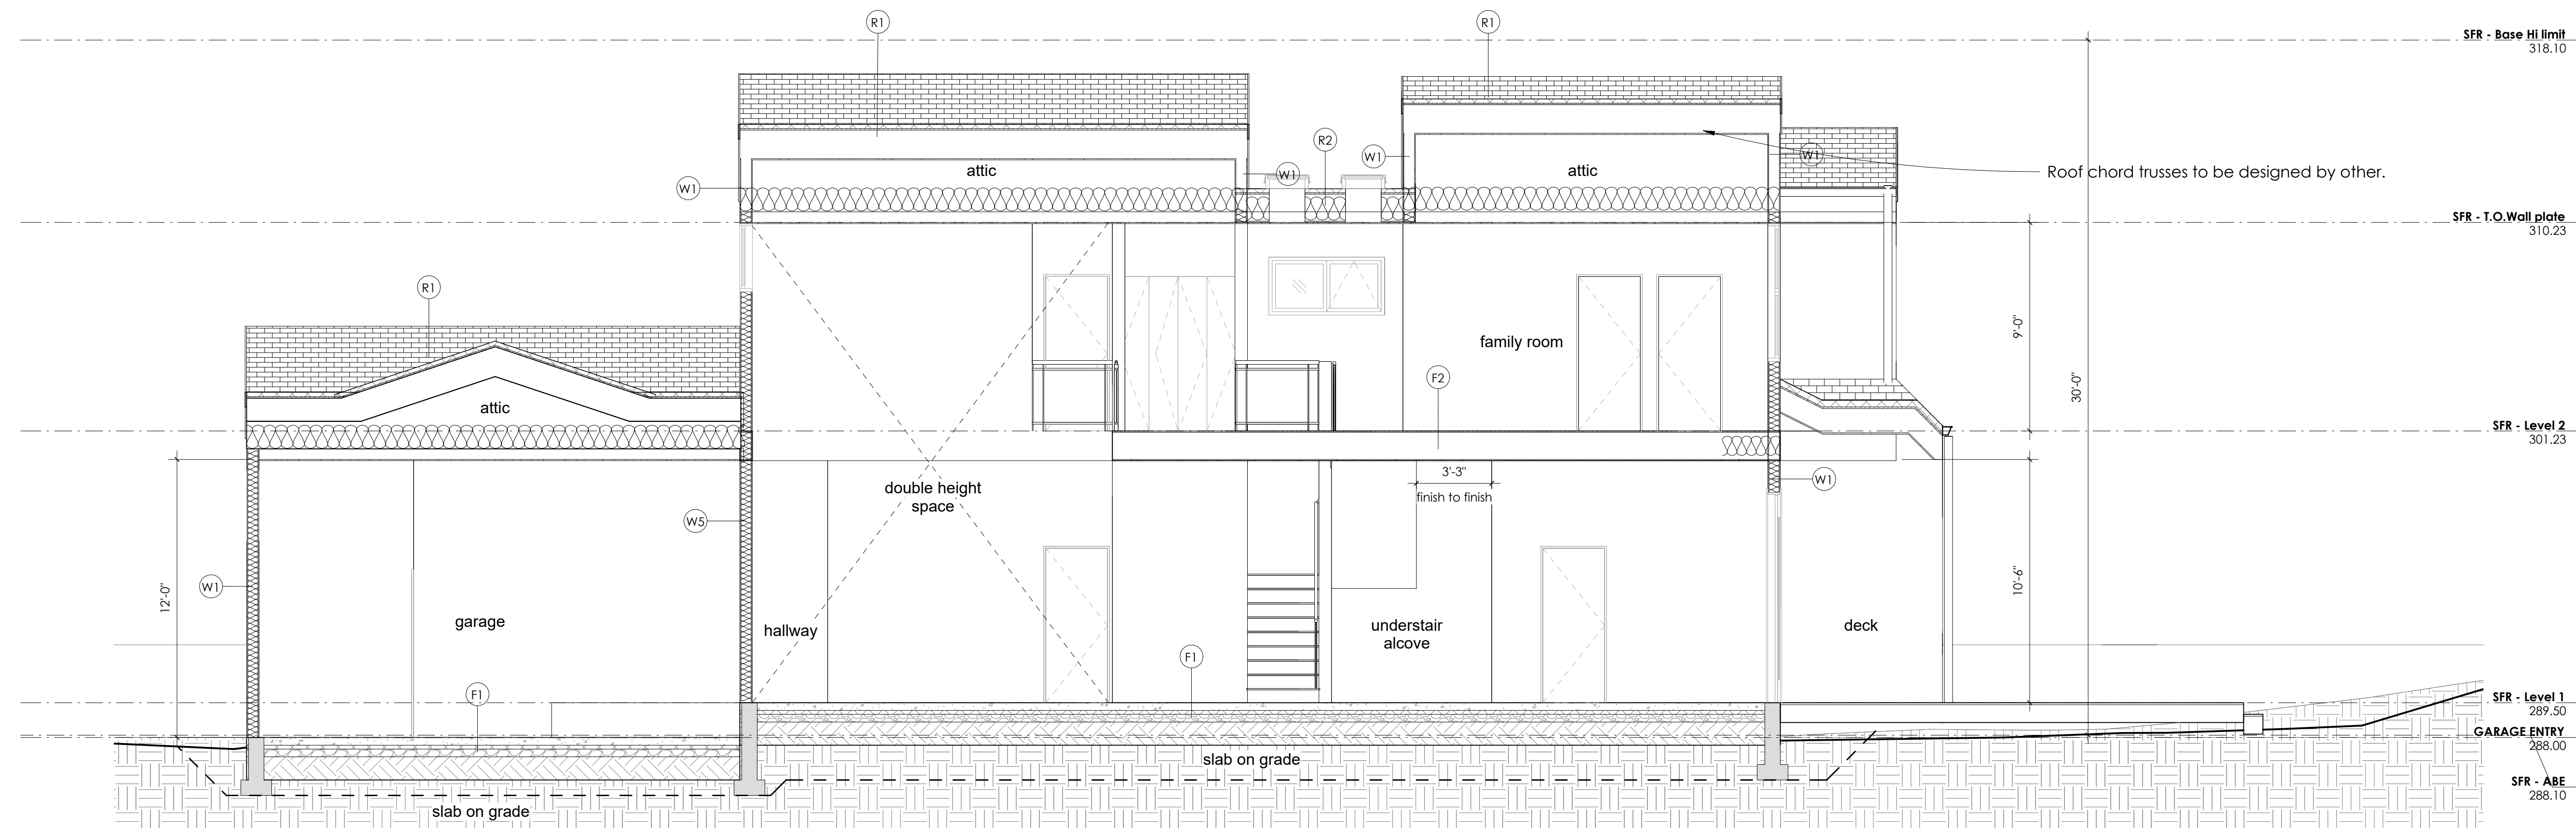 R1
R1
SFR - Base Hi limit
318.10
R2
W1
W1
attic
attic
W1
W1
Roof chord trusses to be designed by other.
SFR - T.O.Wall plate
310.23
R1
9'-0"
family room
F2
30'-0"
attic
SFR - Level 2
301.23
3'-3"
finish to finish
W1
double height
space
W5
12'-0"
W1
10'-6"
garage
hallway
understair
alcove
deck
F1
F1
SFR - Level 1
289.50
GARAGE ENTRY
288.00
slab on grade
SFR - ABE
288.10
slab on grade